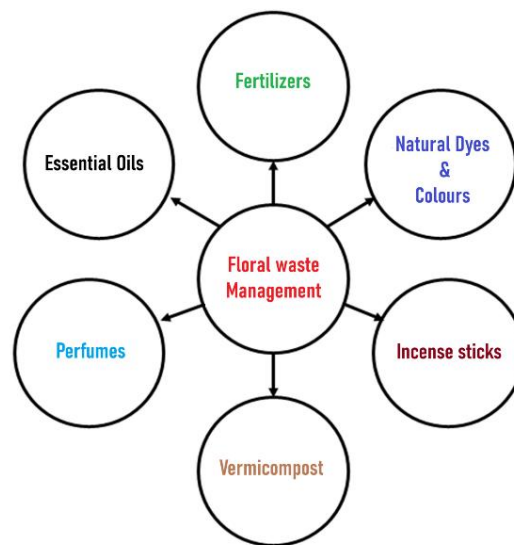 Fertilizers
Essential Oils
Natural Dyes
&
Colours
Floral waste
Management
Perfumes
Incense sticks
Vermicompost